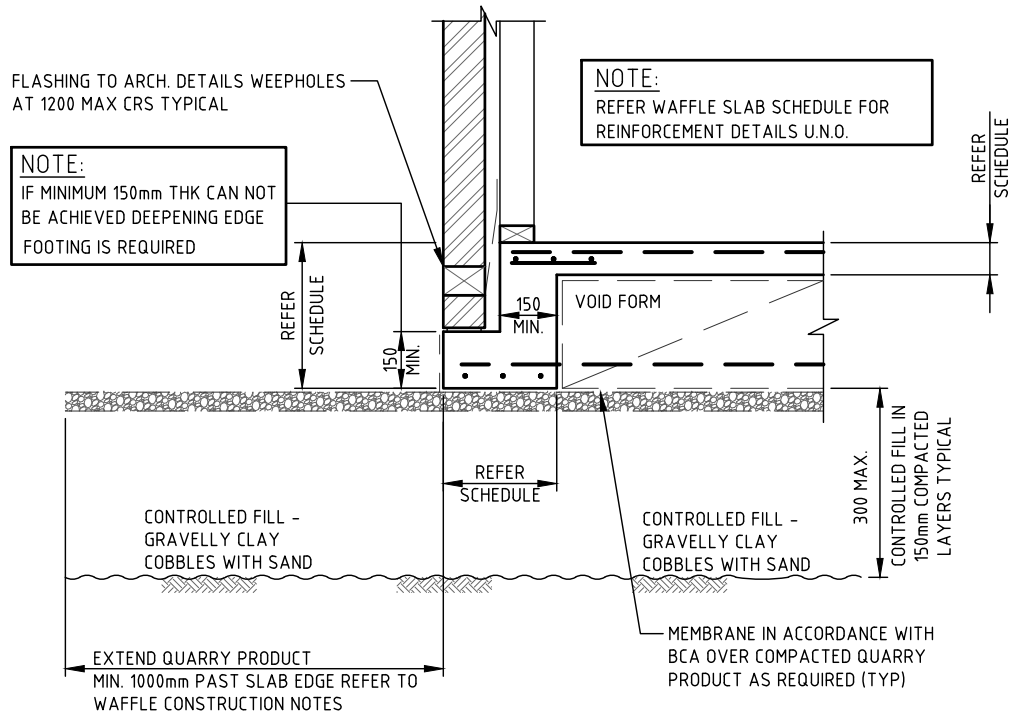 FLASHING TO ARCH. DETAILS WEEPHOLES
AT 1200 MAX CRS TYPICAL
NOTE:
REFER WAFFLE SLAB SCHEDULE FOR
REINFORCEMENT DETAILS U.N.O.
REFER
SCHEDULE
NOTE:
IF MINIMUM 150mm THK CAN NOT
BE ACHIEVED DEEPENING EDGE
FOOTING IS REQUIRED
REFER
SCHEDULE
150
MIN.
150
MIN.
VOID FORM
REFER
SCHEDULE
300 MAX.
CONTROLLED FILL IN
150mm COMPACTED
LAYERS TYPICAL
CONTROLLED FILL -
GRAVELLY CLAY
COBBLES WITH SAND
CONTROLLED FILL -
GRAVELLY CLAY
COBBLES WITH SAND
EXTEND QUARRY PRODUCT
MIN. 1000mm PAST SLAB EDGE REFER TO
WAFFLE CONSTRUCTION NOTES
MEMBRANE IN ACCORDANCE WITH
BCA OVER COMPACTED QUARRY
PRODUCT AS REQUIRED (TYP)